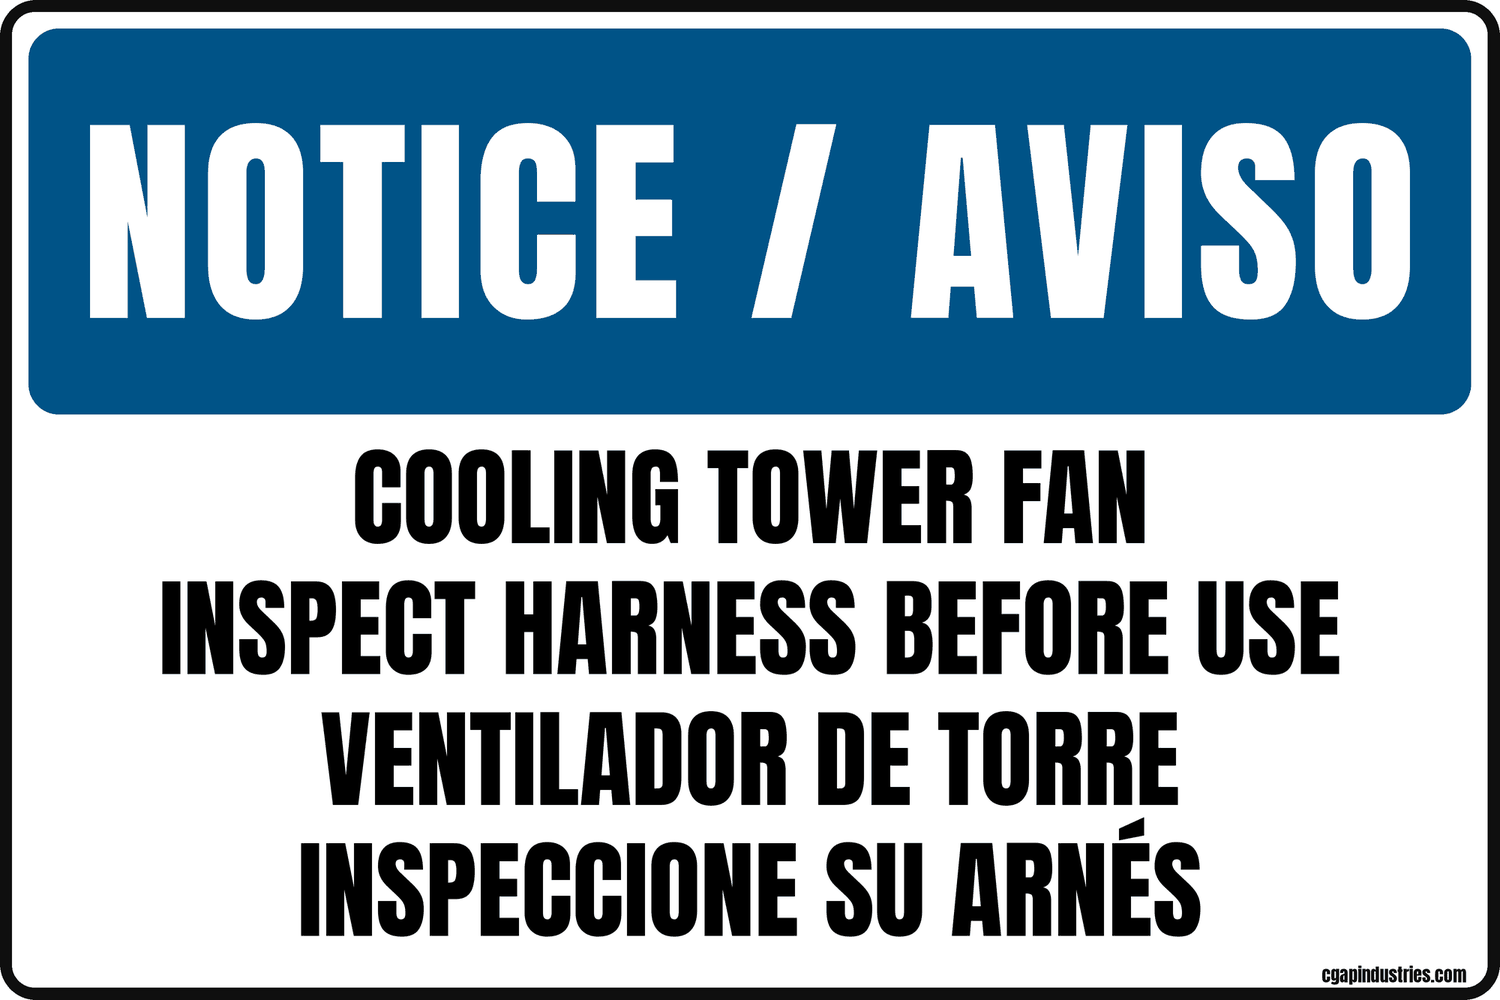 NOTICE / AVISO
COOLING TOWER FAN
INSPECT HARNESS BEFORE USE
VENTILADOR DE TORRE
INSPECCIONE SU ARNÉS
cgapindustries.com